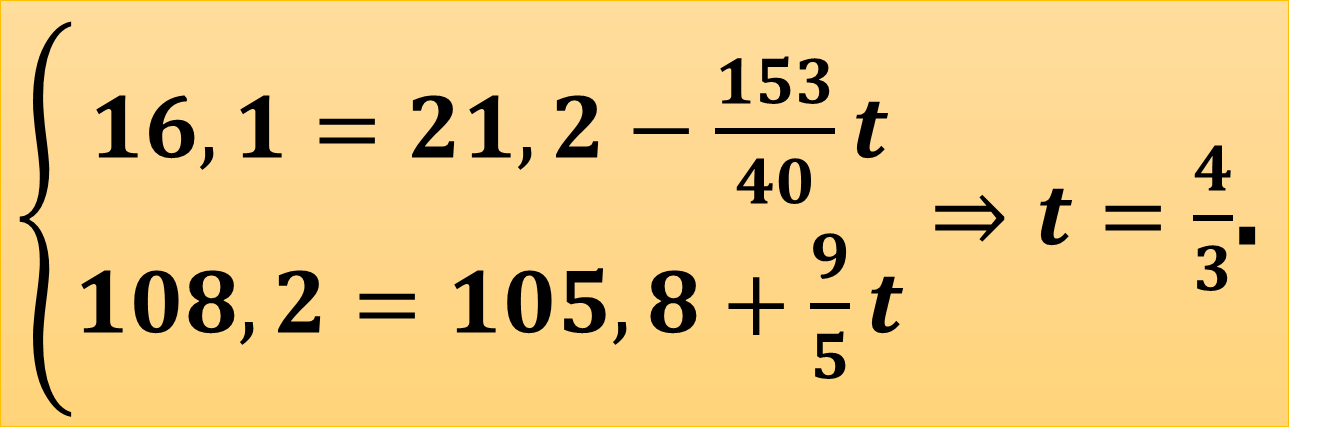 16,1 = 21,2 − 153/40 t
108,2 = 105,8 + 9/5 t
⇒ t = 4/3.